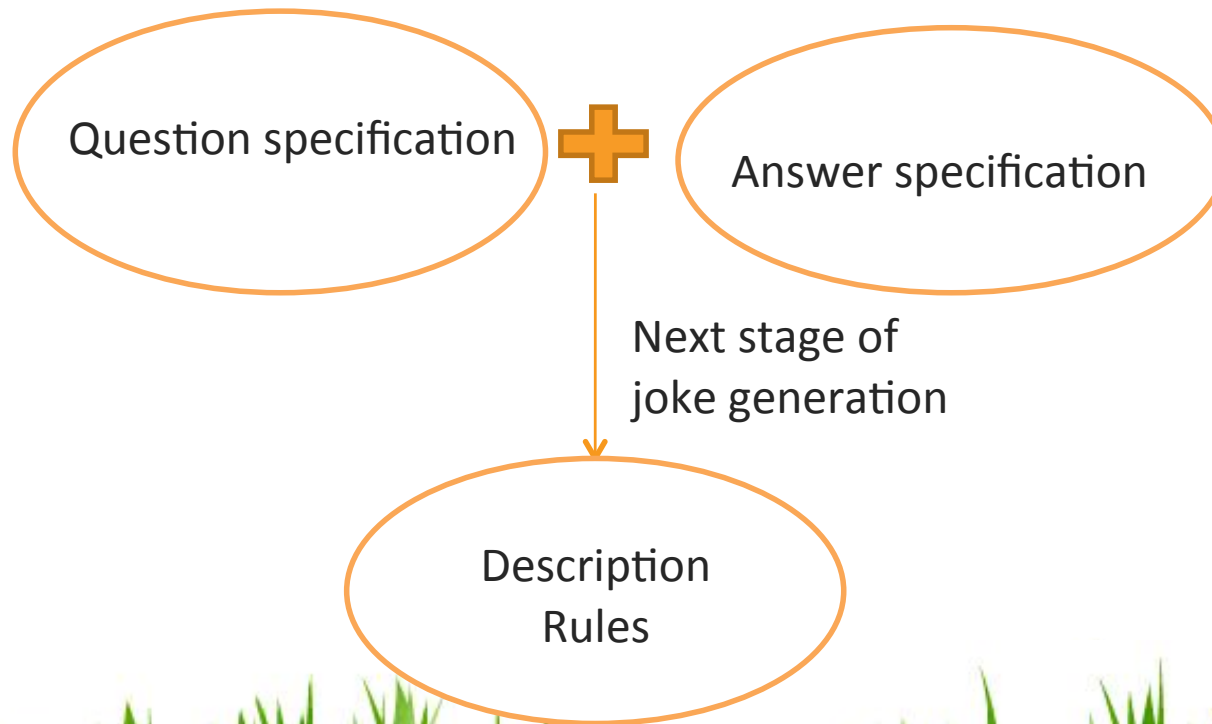 Question specification
Answer specification
Next stage of
joke generation
Description
Rules